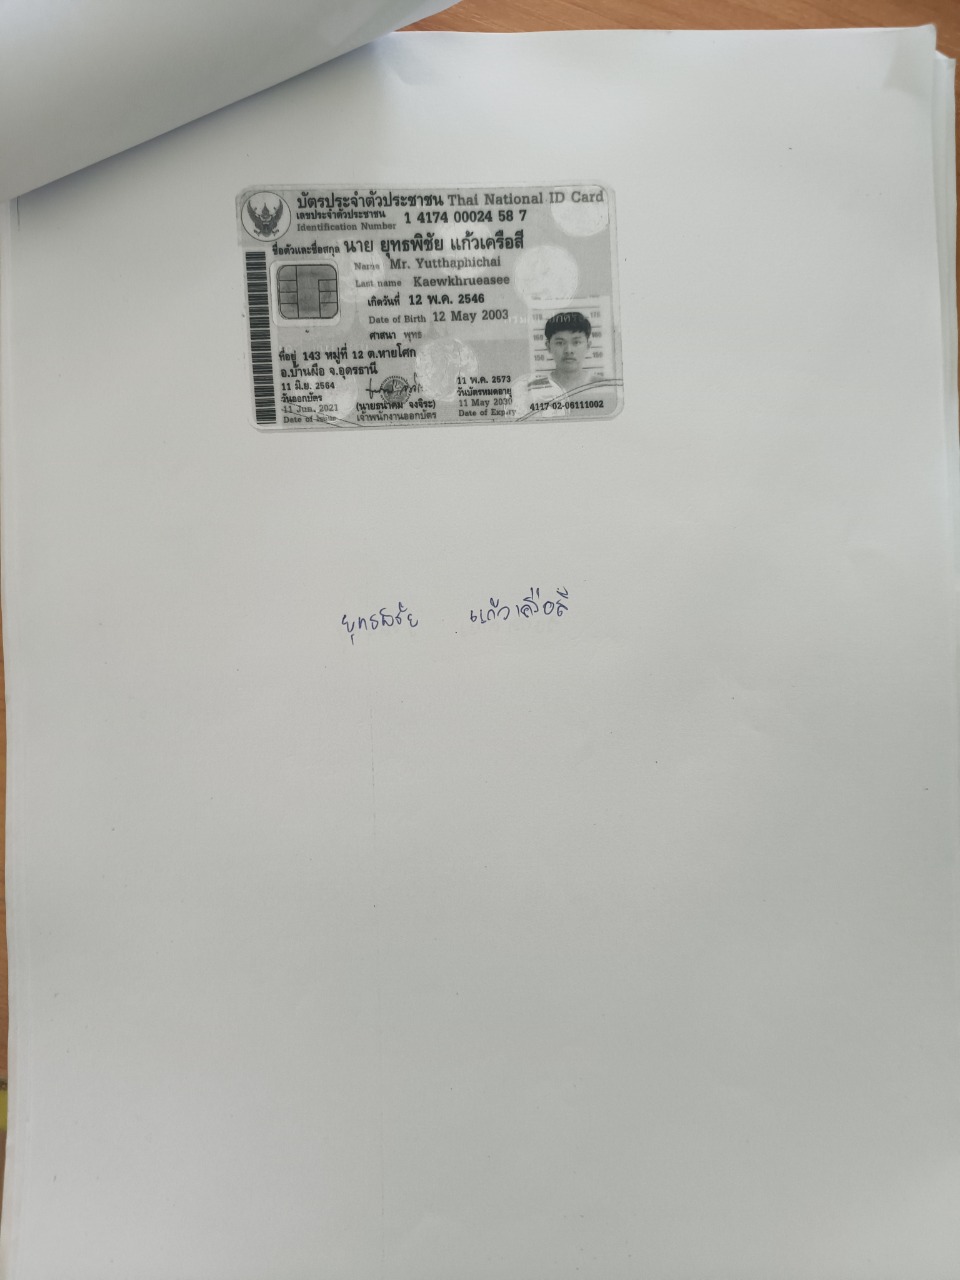 บัตรประจำตัวประชาชน Thai National ID Card
เลขประจำตัวประชาชน 1 4174 00024 58 7
Identification Number
ชื่อตัวและชื่อสกุล นาย ยุทธพิชัย แก้วเครือสี
Name Mr. Yutthaphichai
Last name Kaewkhrueasee
เกิดวันที่ 12 พ.ค. 2546
Date of Birth 12 May 2003
ศาสนา พุทธ
ที่อยู่ 143 หมู่ที่ 12 ต.หายโศก
อ.บ้านผือ จ.อุดรธานี
11 มิ.ย. 2564
วันออกบัตร
11 Jun. 2021
Date of Issue
(นายธนาคม จงจิระ)
เจ้าพนักงานออกบัตร
11 พ.ค. 2573
วันบัตรหมดอายุ
11 May 2030
Date of Expiry
4117-02-06111002
แก้วเครือสี